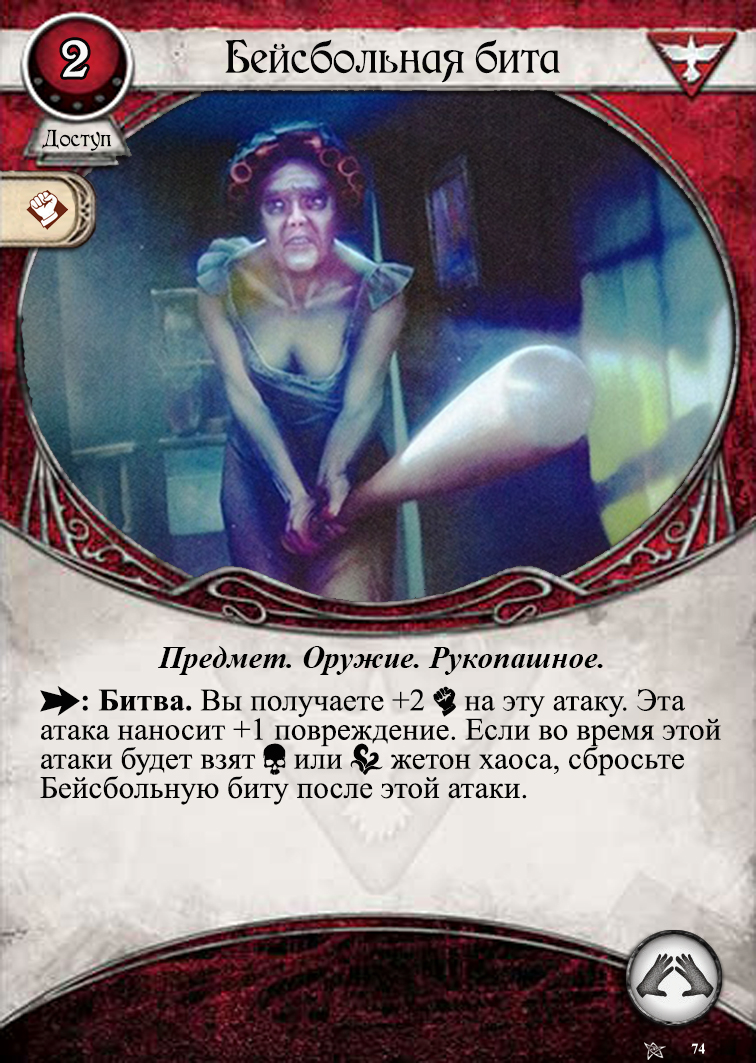 2
Бейсбольная бита
Доступ
Предмет. Оружие. Рукопашное.
: Битва. Вы получаете +2 на эту атаку. Эта
атака наносит +1 повреждение. Если во время этой
атаки будет взят или жетон хаоса, сбросьте
Бейсбольную биту после этой атаки.
74